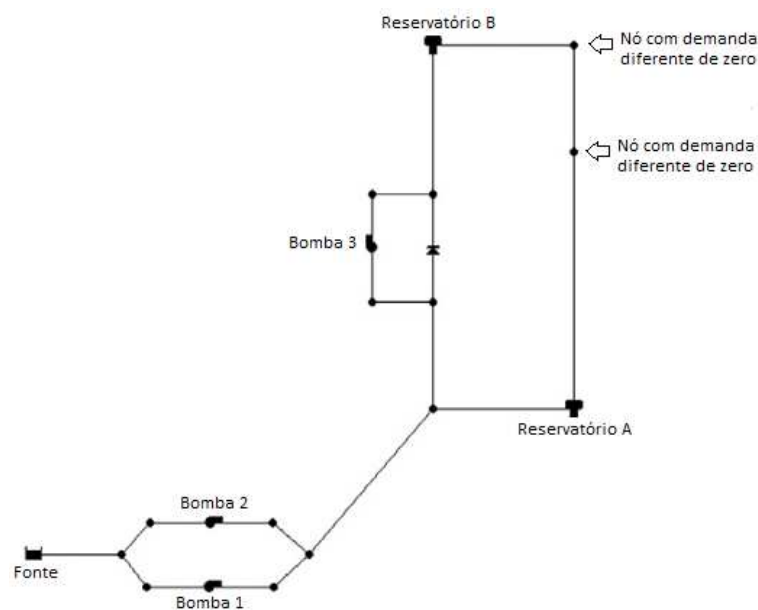 Reservatório B
Nó com demanda
diferente de zero
Nó com demanda
diferente de zero
Bomba 3
Reservatório A
Bomba 2
Fonte
Bomba 1